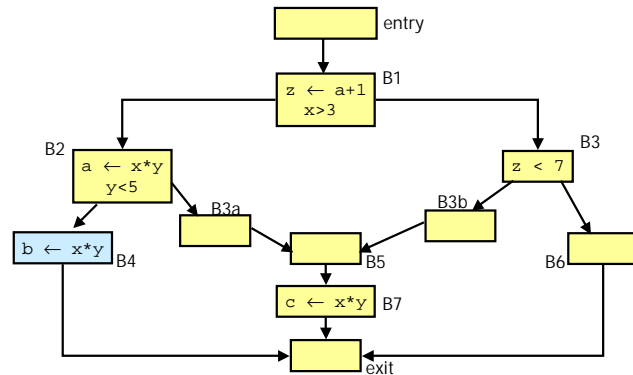 entry
B1
z ← a+1
x>3
B2
a ← x*y
y<5
B3
z < 7
B3a
B3b
b ← x*y
B4
B5
B6
c ← x*y
B7
exit